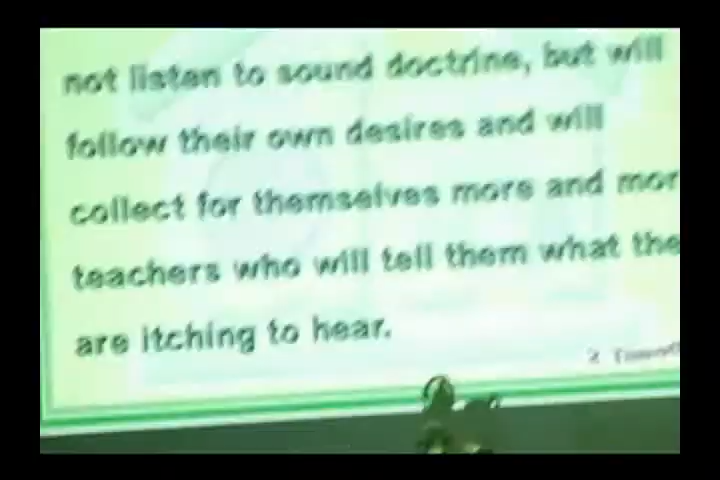 not listen to sound doctrine, but will
follow their own desires and will
collect for themselves more and mor
teachers who will tell them what the
are itching to hear.
2